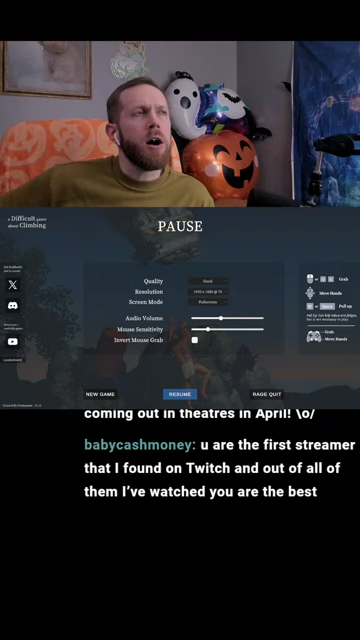 a Difficult game
about Climbing
PAUSE
Quality
Good
Resolution
Screen Mode
Fullscreen
Audio Volume
Mouse Sensitivity
Invert Mouse Grab
Grab
Move Hands
Pull up
Grab
Move Hands
Leaderboard
NEW GAME
RESUME
RAGE QUIT
coming out in theatres in April! \o/
babycashmoney: u are the first streamer
that I found on Twitch and out of all of
them I've watched you are the best